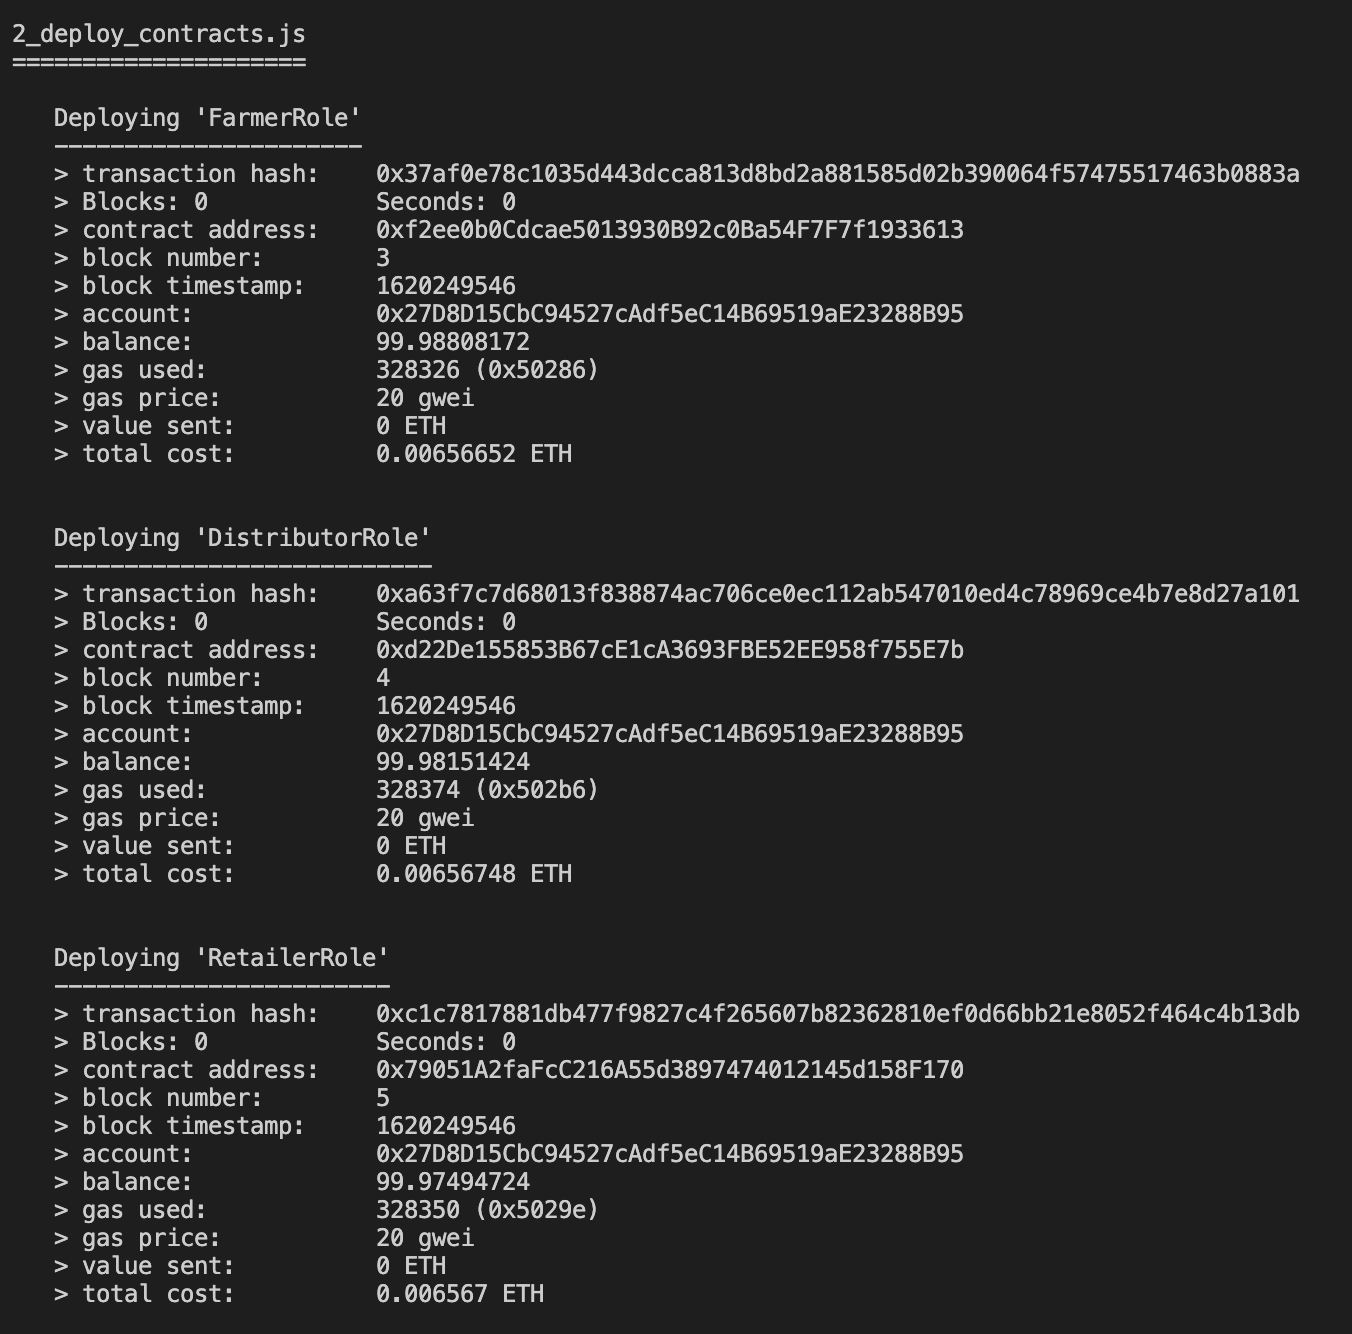 2_deploy_contracts.js
=====================
Deploying 'FarmerRole'
----------------------
> transaction hash:    0x37af0e78c1035d443dcca813d8bd2a881585d02b390064f57475517463b0883a
> Blocks: 0            Seconds: 0
> contract address:    0xf2ee0b0Cdcae5013930B92c0Ba54F7F7f1933613
> block number:        3
> block timestamp:     1620249546
> account:             0x27D8D15CbC94527cAdf5eC14B69519aE23288B95
> balance:             99.98808172
> gas used:            328326 (0x50286)
> gas price:           20 gwei
> value sent:          0 ETH
> total cost:          0.00656652 ETH
Deploying 'DistributorRole'
---------------------------
> transaction hash:    0xa63f7c7d68013f838874ac706ce0ec112ab547010ed4c78969ce4b7e8d27a101
> Blocks: 0            Seconds: 0
> contract address:    0xd22De155853B67cE1cA3693FBE52EE958f755E7b
> block number:        4
> block timestamp:     1620249546
> account:             0x27D8D15CbC94527cAdf5eC14B69519aE23288B95
> balance:             99.98151424
> gas used:            328374 (0x502b6)
> gas price:           20 gwei
> value sent:          0 ETH
> total cost:          0.00656748 ETH
Deploying 'RetailerRole'
------------------------
> transaction hash:    0xc1c7817881db477f9827c4f265607b82362810ef0d66bb21e8052f464c4b13db
> Blocks: 0            Seconds: 0
> contract address:    0x79051A2faFcC216A55d3897474012145d158F170
> block number:        5
> block timestamp:     1620249546
> account:             0x27D8D15CbC94527cAdf5eC14B69519aE23288B95
> balance:             99.97494724
> gas used:            328350 (0x5029e)
> gas price:           20 gwei
> value sent:          0 ETH
> total cost:          0.006567 ETH